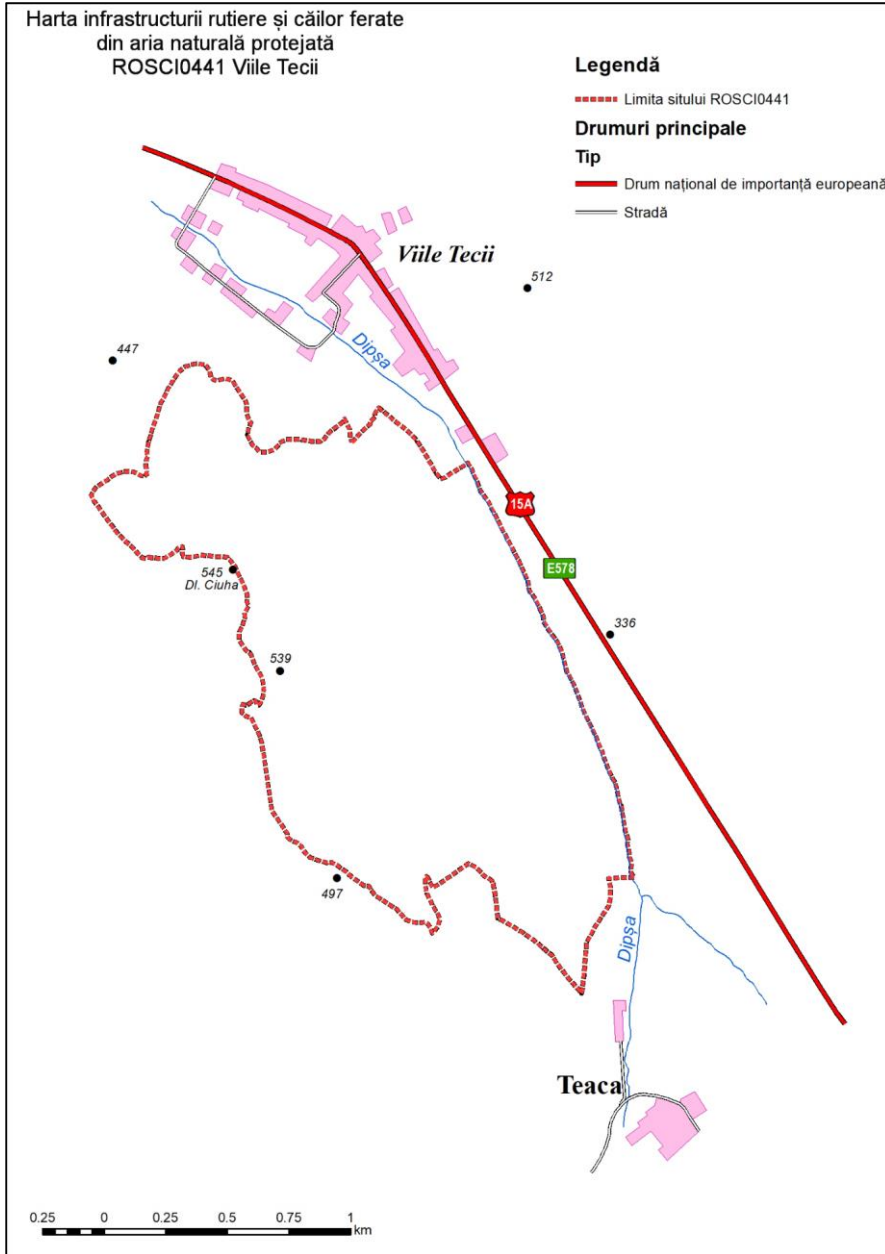 Harta infrastructurii rutiere și căilor ferate
din aria naturală protejată
ROSCI0441 Viile Tecii
Legendă
Limita sitului ROSCI0441
Drumuri principale
Tip
Drum național de importanță europeană
Stradă
Viile Tecii
512
Dipșa
447
15A
E578
545
Dl. Ciuha
336
539
497
Dipșa
Teaca
0.25 0 0.25 0.5 0.75 1
km